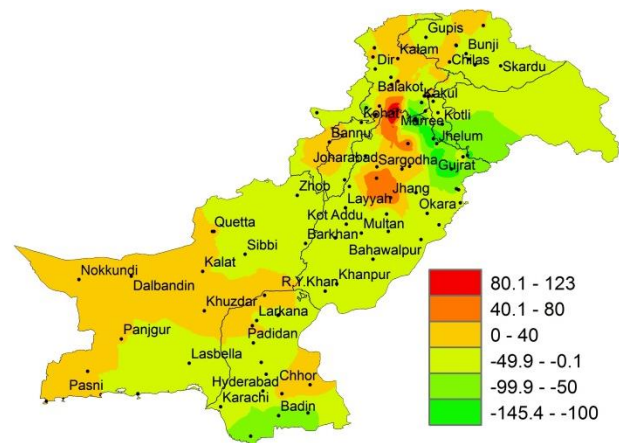 Gupis
Kalam
Bunji
Dir
Chilas
Skardu
Balakot
Kakul
Kohat
Murree
Kotli
Bannu
Jhelum
Joharabad
Sargodha
Gujrat
Zhob
Layyah
Jhang
Okara
Quetta
Kot Addu
Multan
Sibbi
Barkhan
Bahawalpur
Nokkundi
Kalat
Dalbandin
R.Y.Khan
Khanpur
Khuzdar
Larkana
Panjgur
Padidan
Lasbella
Pasni
Hyderabad
Chhor
Karachi
Badin
80.1 - 123
40.1 - 80
0 - 40
-49.9 - -0.1
-99.9 - -50
-145.4 - -100